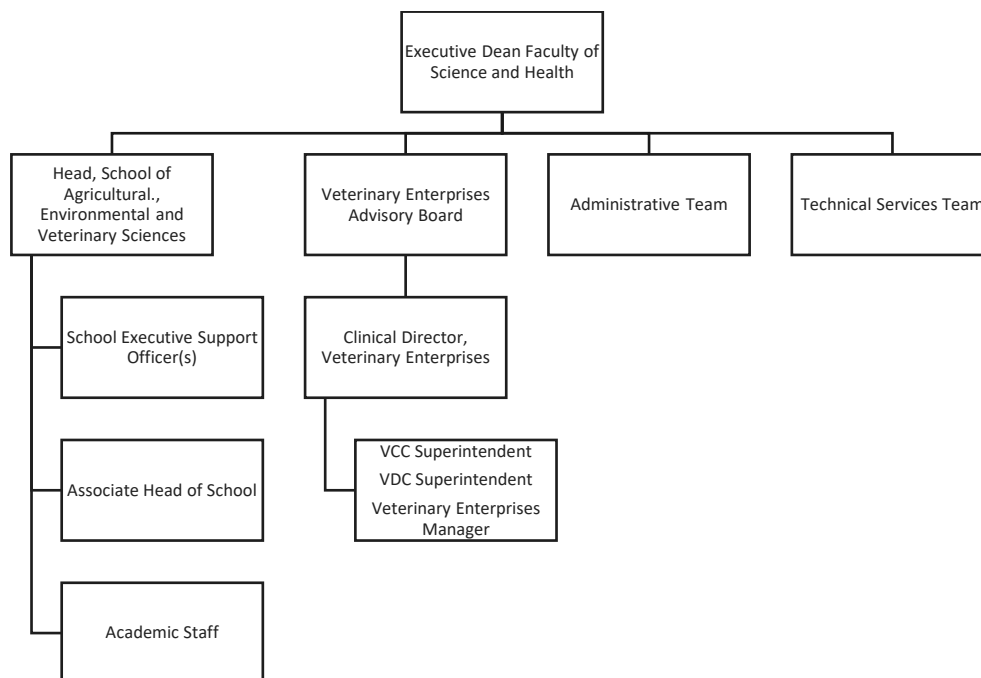 Executive Dean Faculty of
Science and Health
Head, School of
Agricultural.,
Environmental and
Veterinary Sciences
Veterinary Enterprises
Advisory Board
Administrative Team
Technical Services Team
School Executive Support
Officer(s)
Clinical Director,
Veterinary Enterprises
Associate Head of School
VCC Superintendent
VDC Superintendent
Veterinary Enterprises
Manager
Academic Staff